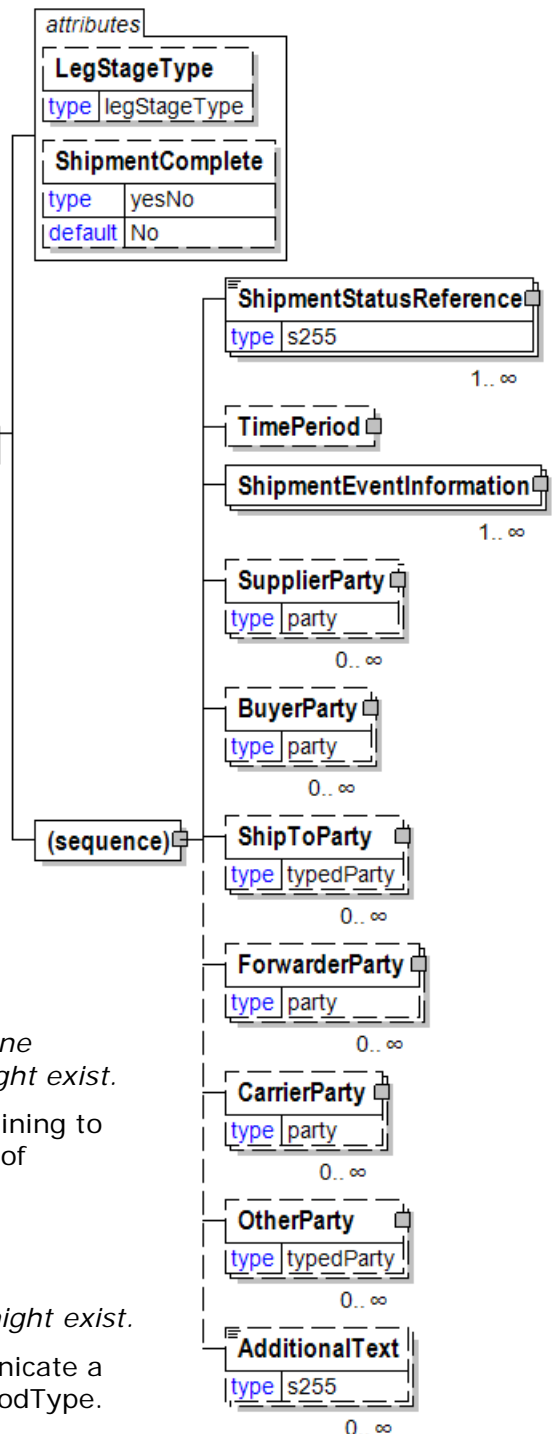 attributes
LegStageType
type legStageType
ShipmentComplete
type yesNo
default No
ShipmentStatusReference
type s255
1.. ∞
TimePeriod
ShipmentEventInformation
1.. ∞
SupplierParty
type party
0.. ∞
BuyerParty
type party
0.. ∞
(sequence)
ShipToParty
type typedParty
0.. ∞
ForwarderParty
type party
0.. ∞
CarrierParty
type party
0.. ∞
OtherParty
type typedParty
0.. ∞
AdditionalText
type s255
0.. ∞
ne
ght exist.
ining to
of
night exist.
nicate a
odType.